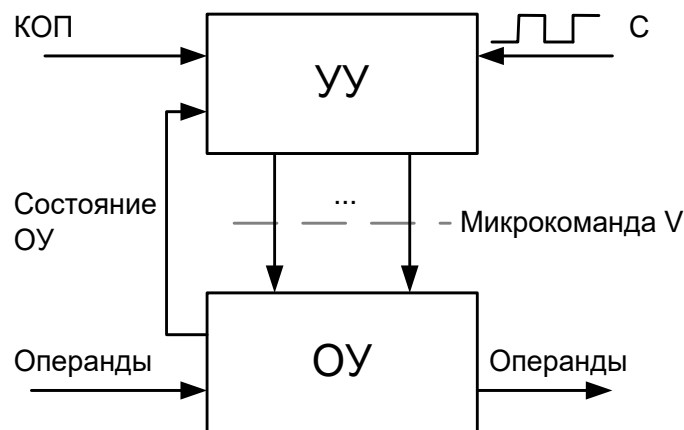 КОП
С
УУ
...
Состояние
ОУ
Микрокоманда V
ОУ
Операнды
Операнды